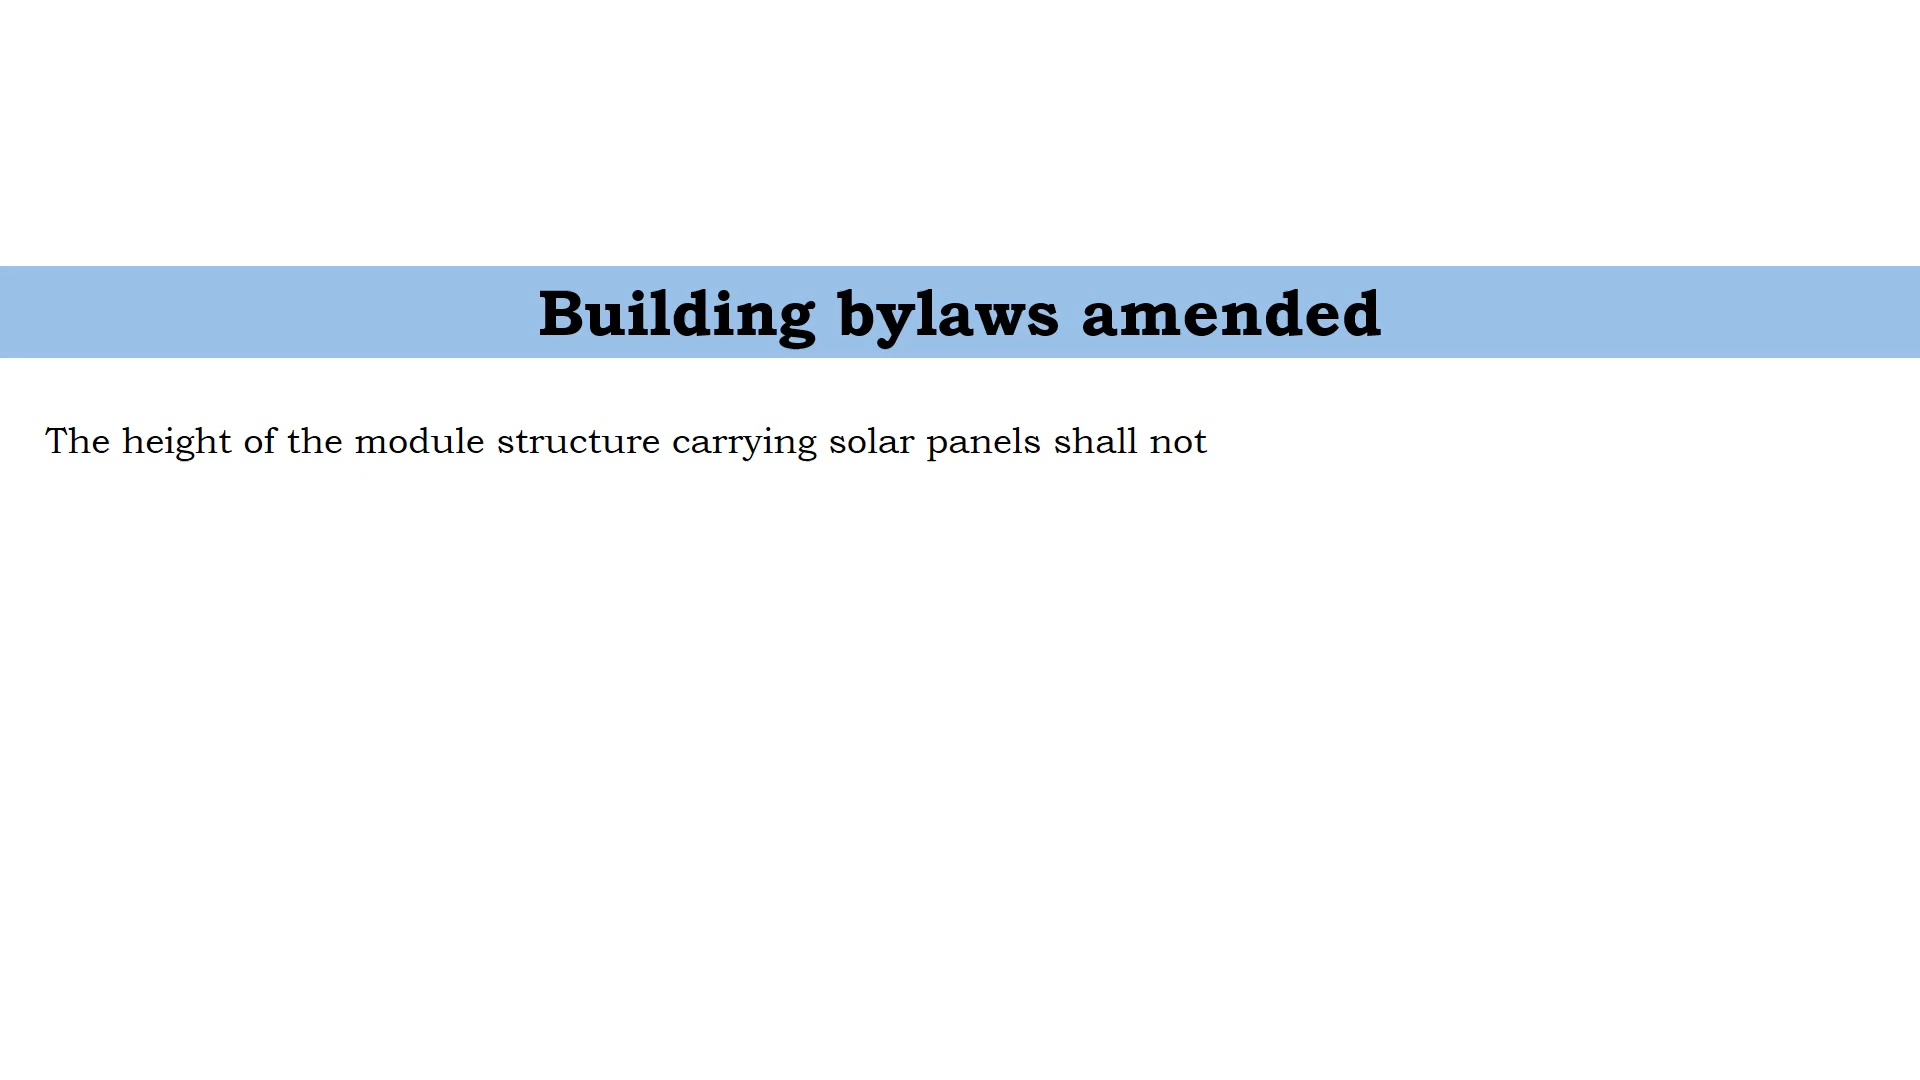 Building bylaws amended
The height of the module structure carrying solar panels shall not